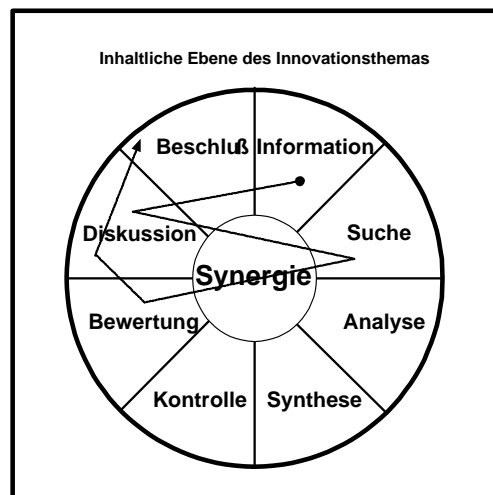 Inhaltliche Ebene des Innovationsthemas
Beschluß Information
Diskussion
Suche
Synergie
Bewertung
Analyse
Kontrolle
Synthese